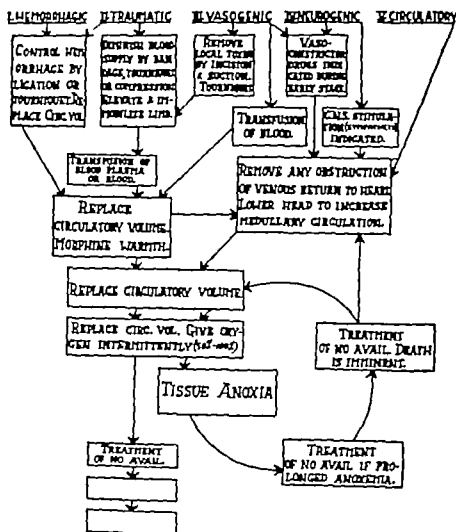 I. HEMORRHAGIC II. TRAUMATIC III. VASOGENIC IV. NEUROGENIC V. CIRCULATORY
CONTROL HEM-
ORRHAGE BY
LIGATION OR
TOURNIQUET. RE-
PLACE CIRC. VOL.
DIMINISH BLOOD
SUPPLY BY BAN-
DAGE, TOURNIQUET
OR COMPRESSION.
ELEVATE & IM-
MOBILIZE LIMB.
REMOVE
LOCAL TOXINS
BY INCISION
& SUCTION.
TOURNIQUET
VASO-
CONSTRICTING
DRUGS INDI-
CATED DURING
EARLY STAGE.
TRANSFUSION
OF BLOOD.
C.N.S. STIMULA-
TION
INDICATED.
TRANSFUSION OF
BLOOD PLASMA
OR BLOOD.
REMOVE ANY OBSTRUCTION
OF VENOUS RETURN TO HEART.
LOWER HEAD TO INCREASE
MEDULLARY CIRCULATION.
REPLACE
CIRCULATORY VOLUME.
MORPHINE WARMTH.
REPLACE CIRCULATORY VOLUME
REPLACE CIRC. VOL. GIVE OXY-
GEN INTERMITTENTLY
TISSUE ANOXIA
TREATMENT
OF NO AVAIL. DEATH
IS IMMINENT.
TREATMENT
OF NO AVAIL.
TREATMENT
OF NO AVAIL IF PRO-
LONGED ANOXEMIA.